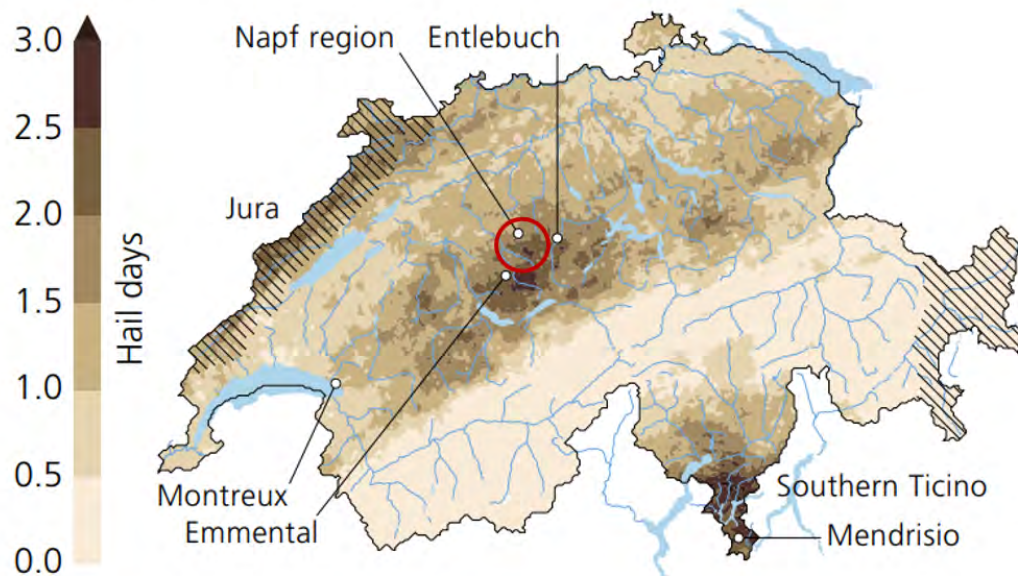 3.0
2.5
2.0
1.5
1.0
0.5
0.0
Hail days
Napf region
Entlebuch
Jura
Montreux
Emmental
Southern Ticino
Mendrisio